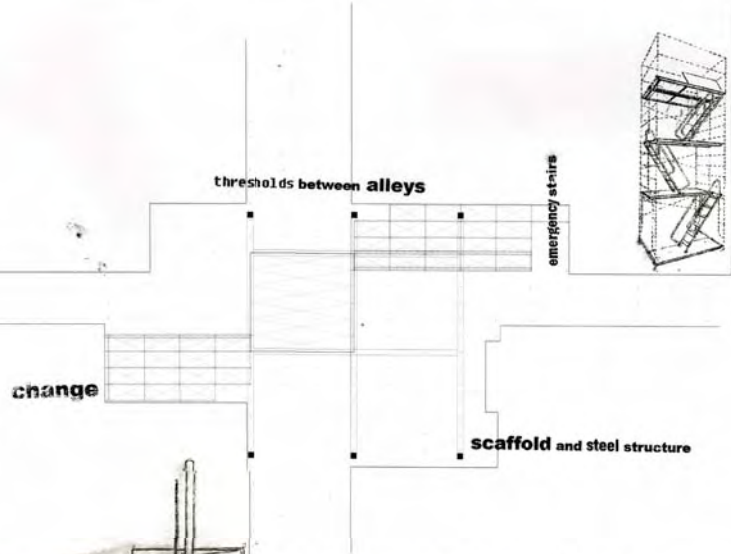 thresholds between alleys
emergency stairs
change
scaffold and steel structure